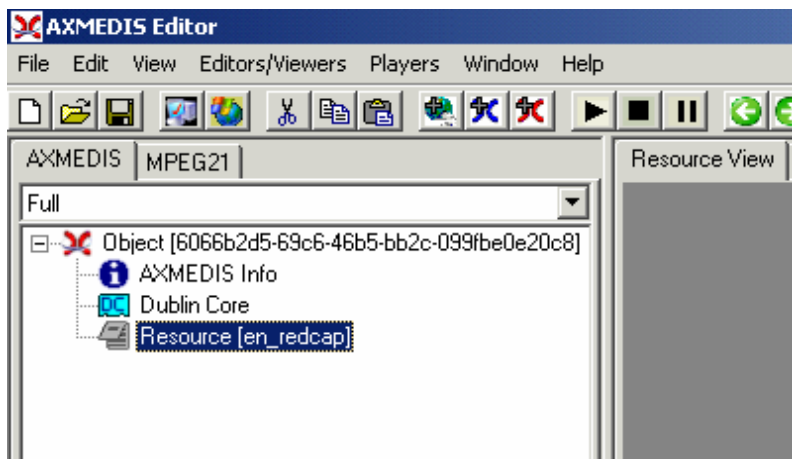 AXMEDIS Editor
File Edit View Editors/Viewers Players Window Help
AXMEDIS MPEG21 Resource View
Full
Object [6066b2d5-69c6-46b5-bb2c-099fbe0e20c8]
AXMEDIS Info
DC Dublin Core
Resource [en_redcap]